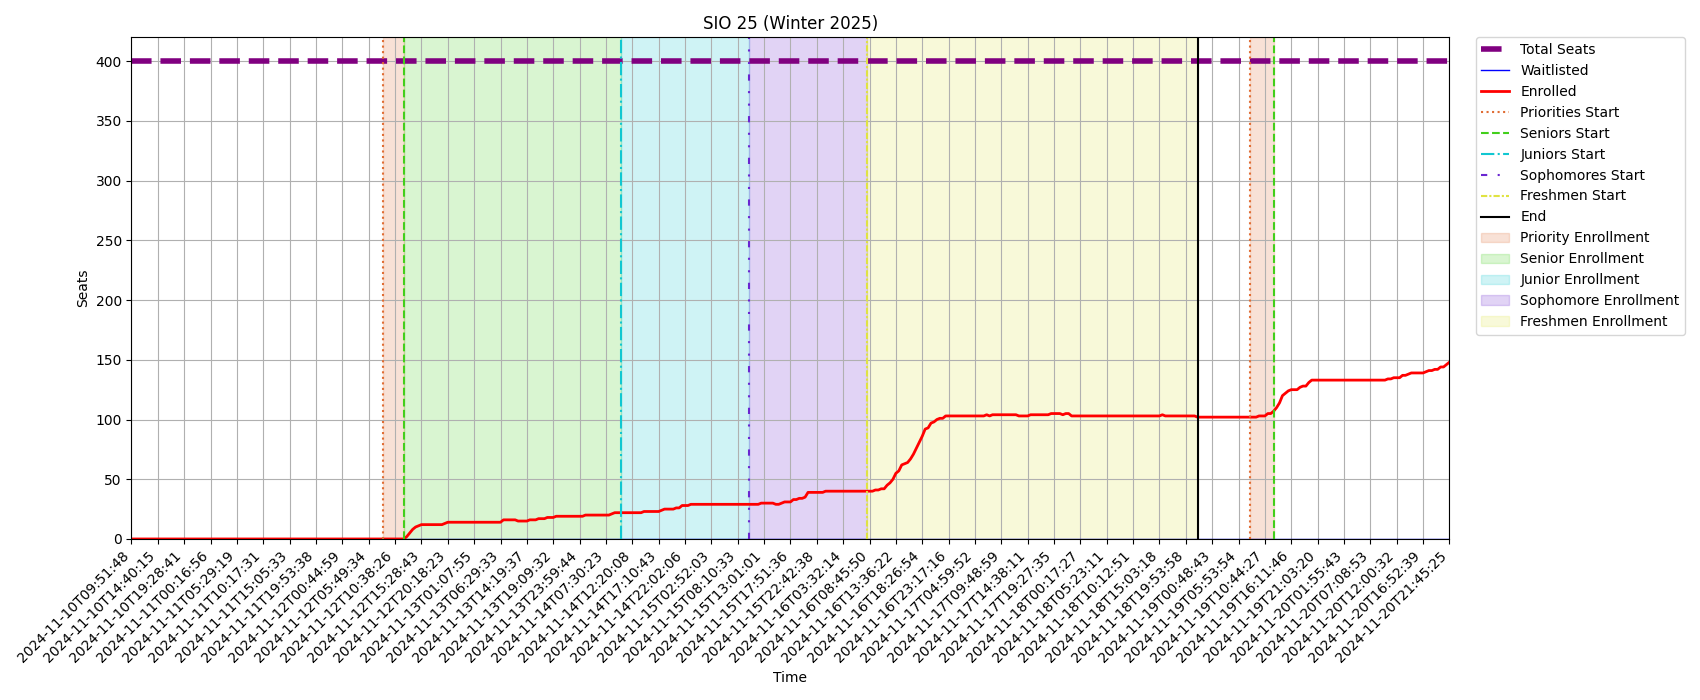 SIO 25 (Winter 2025)
Seats
400
350
300
250
200
150
100
50
0
2024-11-10T09:51:48
2024-11-10T14:40:15
2024-11-10T19:28:41
2024-11-11T00:16:56
2024-11-11T05:29:19
2024-11-11T10:17:31
2024-11-11T15:05:33
2024-11-11T19:53:38
2024-11-12T00:44:59
2024-11-12T05:49:34
2024-11-12T10:38:26
2024-11-12T15:28:43
2024-11-12T20:18:23
2024-11-13T01:07:55
2024-11-13T06:29:33
2024-11-13T14:19:37
2024-11-13T19:09:32
2024-11-13T23:59:44
2024-11-14T07:30:23
2024-11-14T12:20:08
2024-11-14T17:10:43
2024-11-14T22:02:06
2024-11-15T02:52:03
2024-11-15T08:10:33
2024-11-15T13:01:01
2024-11-15T17:51:36
2024-11-15T22:42:38
2024-11-16T03:32:14
2024-11-16T08:45:50
2024-11-16T13:36:22
2024-11-16T18:26:54
2024-11-16T23:17:16
2024-11-17T04:59:52
2024-11-17T09:48:59
2024-11-17T14:38:11
2024-11-17T19:27:35
2024-11-18T00:17:27
2024-11-18T05:23:11
2024-11-18T10:12:51
2024-11-18T15:03:18
2024-11-18T19:53:58
2024-11-19T00:48:43
2024-11-19T05:53:54
2024-11-19T10:44:27
2024-11-19T16:11:46
2024-11-19T21:03:20
2024-11-20T01:55:43
2024-11-20T07:08:53
2024-11-20T12:00:32
2024-11-20T16:52:39
2024-11-20T21:45:25
Time
Total Seats
Waitlisted
Enrolled
Priorities Start
Seniors Start
Juniors Start
Sophomores Start
Freshmen Start
End
Priority Enrollment
Senior Enrollment
Junior Enrollment
Sophomore Enrollment
Freshmen Enrollment